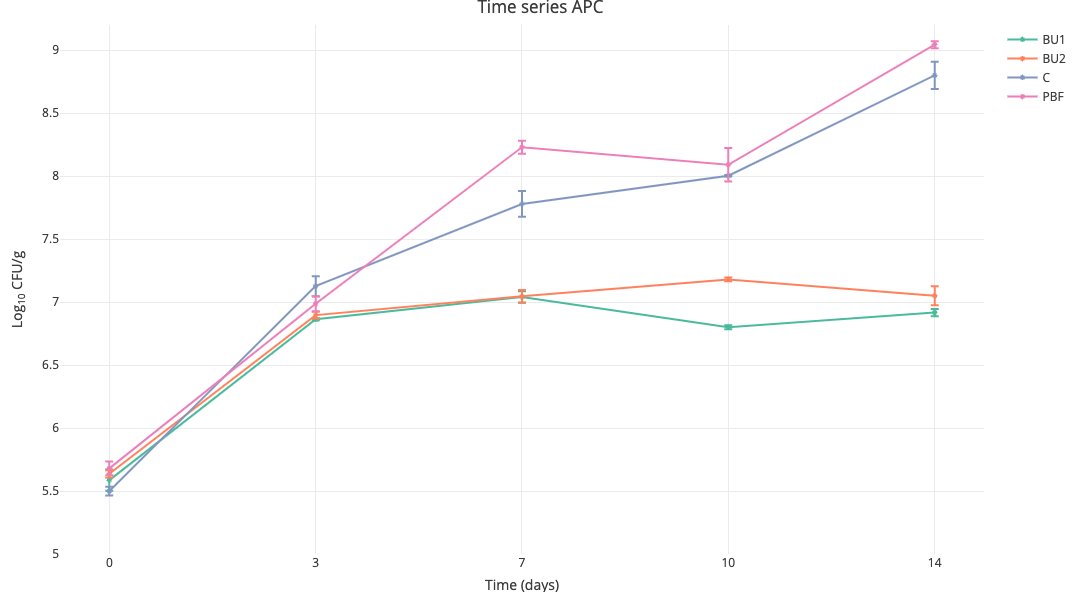 Time series APC
BU1
BU2
C
PBF
9
8.5
8
7.5
7
6.5
6
5.5
5
Log₁₀ CFU/g
0 3 7 10 14
Time (days)